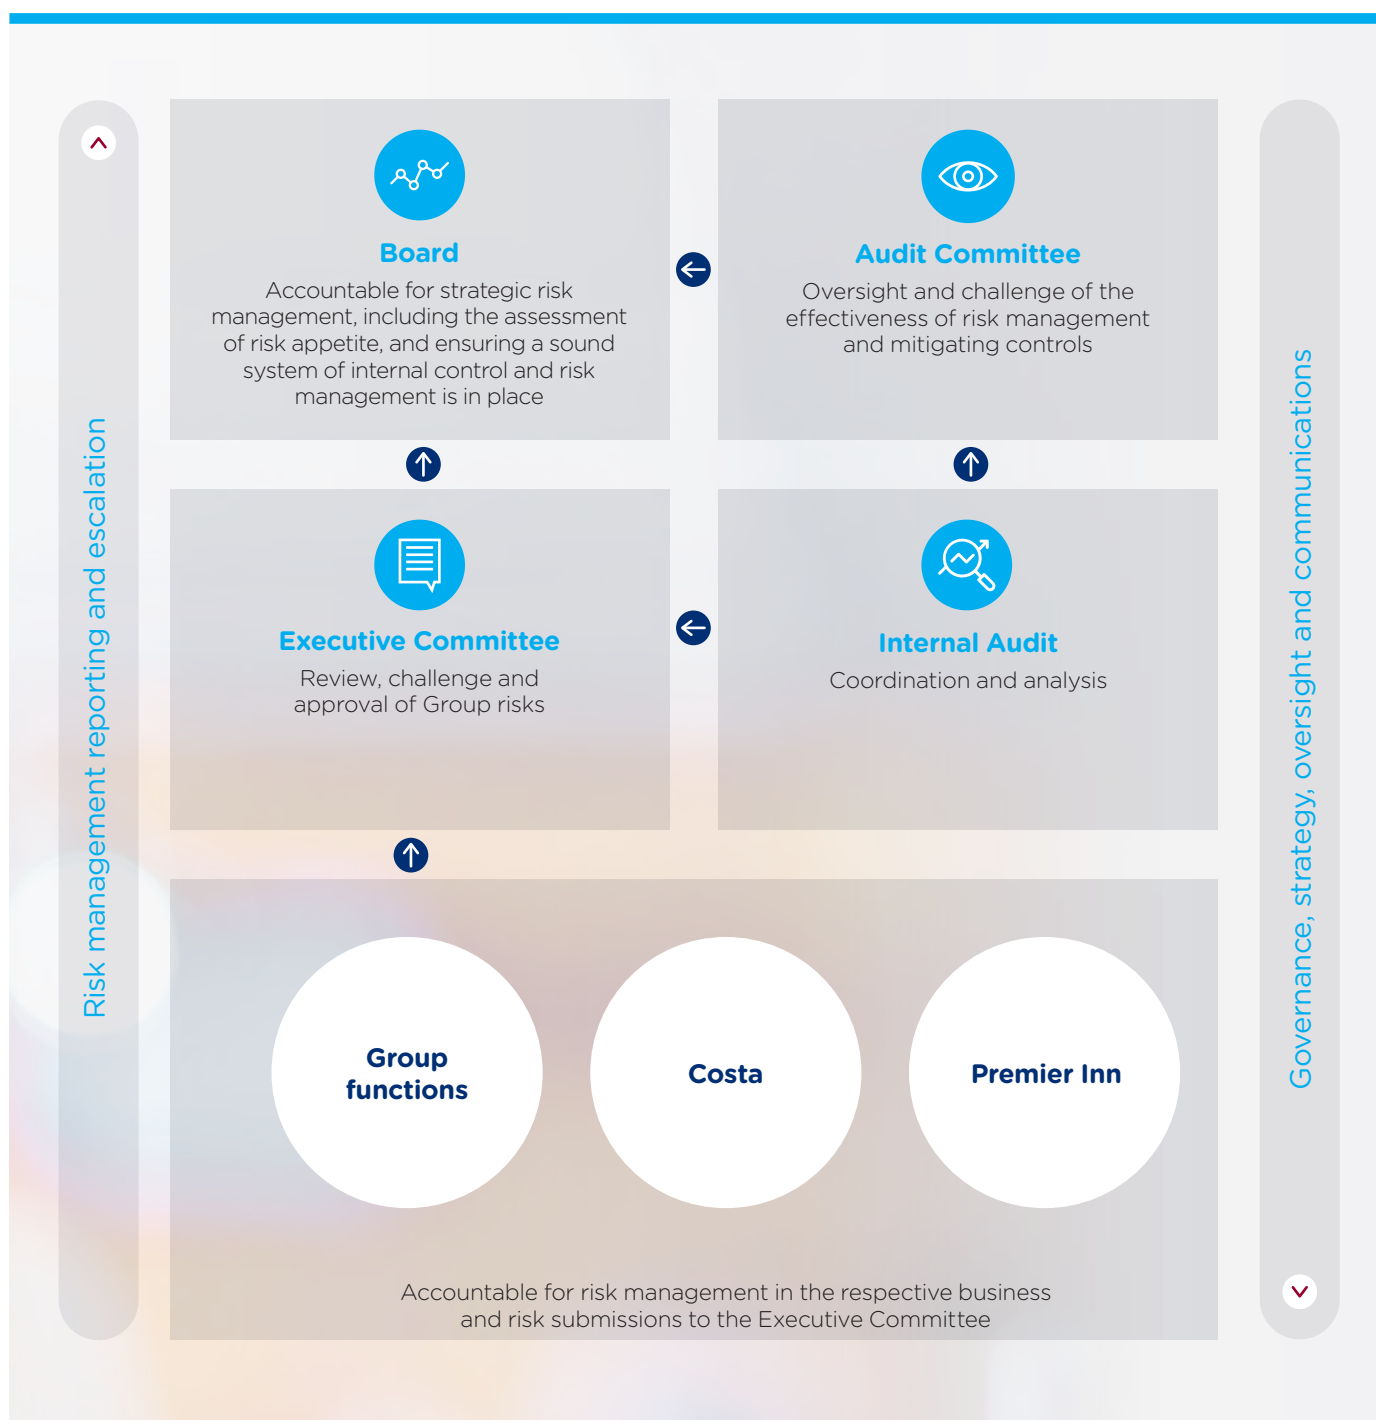 Risk management reporting and escalation
Board
Accountable for strategic risk
management, including the assessment
of risk appetite, and ensuring a sound
system of internal control and risk
management is in place
Audit Committee
Oversight and challenge of the
effectiveness of risk management
and mitigating controls
Executive Committee
Review, challenge and
approval of Group risks
Internal Audit
Coordination and analysis
Group
functions
Costa
Premier Inn
Accountable for risk management in the respective business
and risk submissions to the Executive Committee
Governance, strategy, oversight and communications